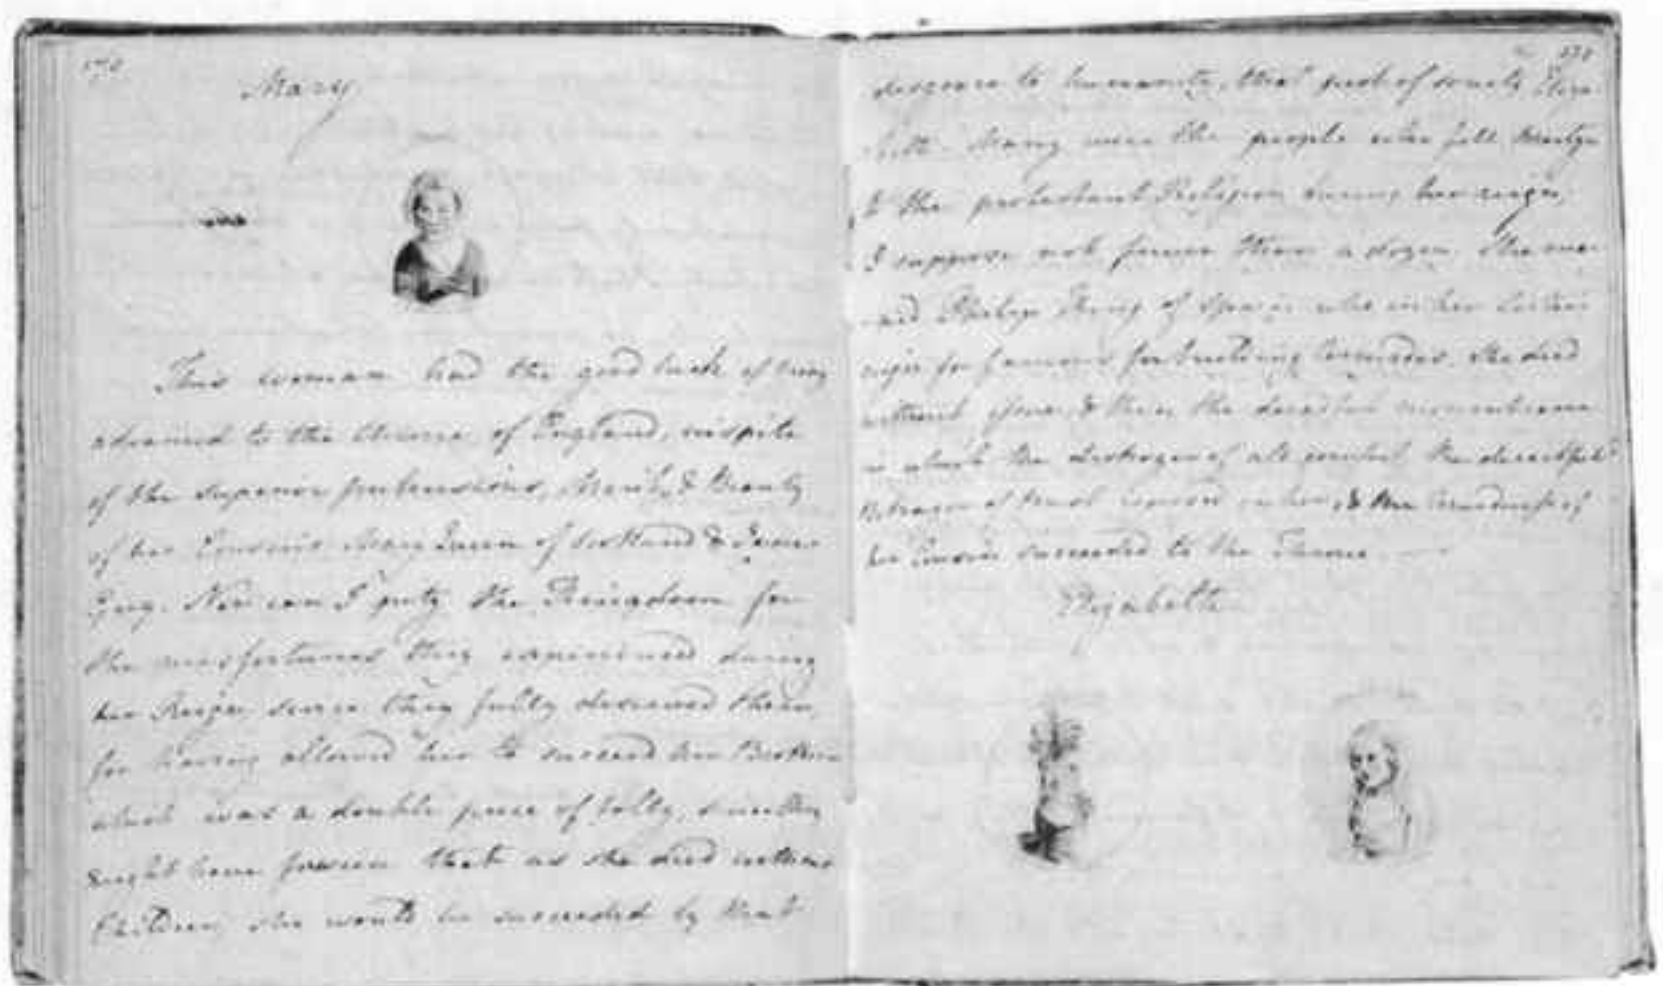 170
Mary
This woman had the good luck of being
advanced to the throne of England, inspite
of the superior pretensions, Merit, & Beauty
of her Cousins Mary Queen of Scotland & Jane
Grey. Nor can I pity the Kingdom for
the misfortunes they experienced during
her Reign, since they fully deserved them,
for having allowed her to succeed her Brother
which was a double peice of folly, since they
might have foreseen that as she died without
Children, she would be succeeded by that
171
disgrace to humanity, that pest of society, Eliza-
beth. Many were the people who fell Martyrs
to the protestant Religion during her reign;
I suppose not fewer than a dozen. She mar-
ried Philip King of Spain who in her Sister's
reign famous for building Armadas. She died
without issue, & then the dreadful moment came
in which the destroyer of all comfort, the deceitful
Betrayer of trust reposed in her, & the Murderess of
her Cousin succeeded to the Throne.
Elizabeth